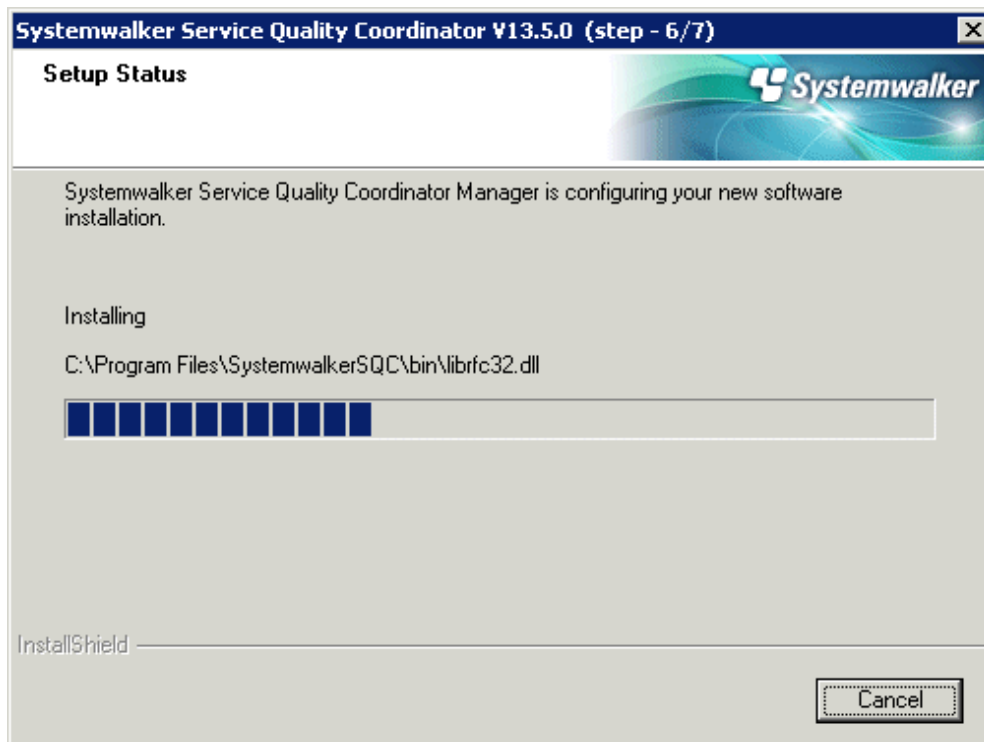 Systemwalker Service Quality Coordinator V13.5.0 (step - 6/7)
Setup Status
Systemwalker
Systemwalker Service Quality Coordinator Manager is configuring your new software
installation.
Installing
C:\Program Files\SystemwalkerSQC\bin\librfc32.dll
InstallShield
Cancel